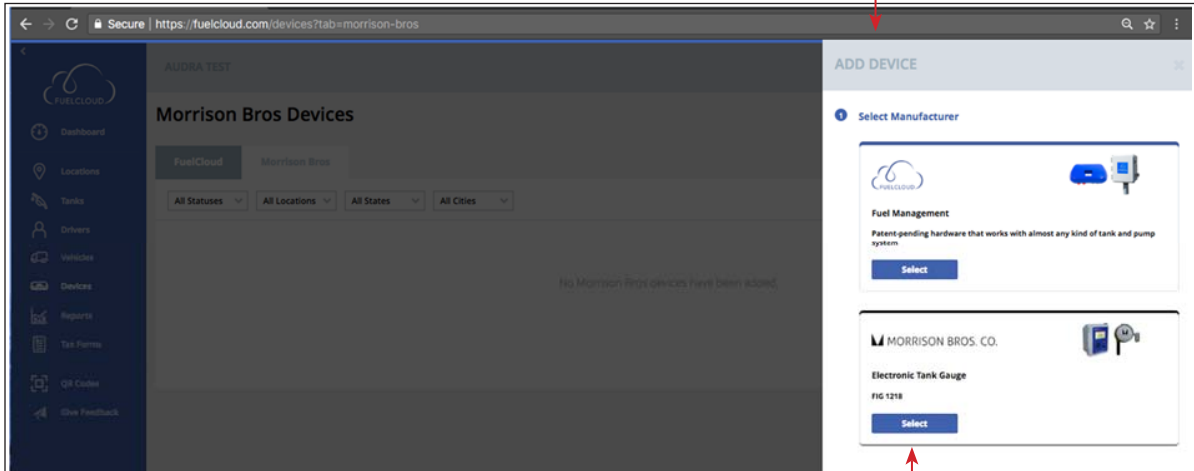 Secure | https://fuelcloud.com/devices?tab=morrison-bros
FUELCLOUD
Dashboard
Locations
Tanks
Drivers
Vehicles
Devices
Reports
Tax Forms
QR Codes
Give Feedback
AUDRA TEST
Morrison Bros Devices
FuelCloud Morrison Bros
All Statuses All Locations All States All Cities
No Morrison Bros devices have been added.
ADD DEVICE
1 Select Manufacturer
FUELCLOUD
Fuel Management
Patent-pending hardware that works with almost any kind of tank and pump
system
Select
MORRISON BROS. CO.
Electronic Tank Gauge
FIG 1218
Select